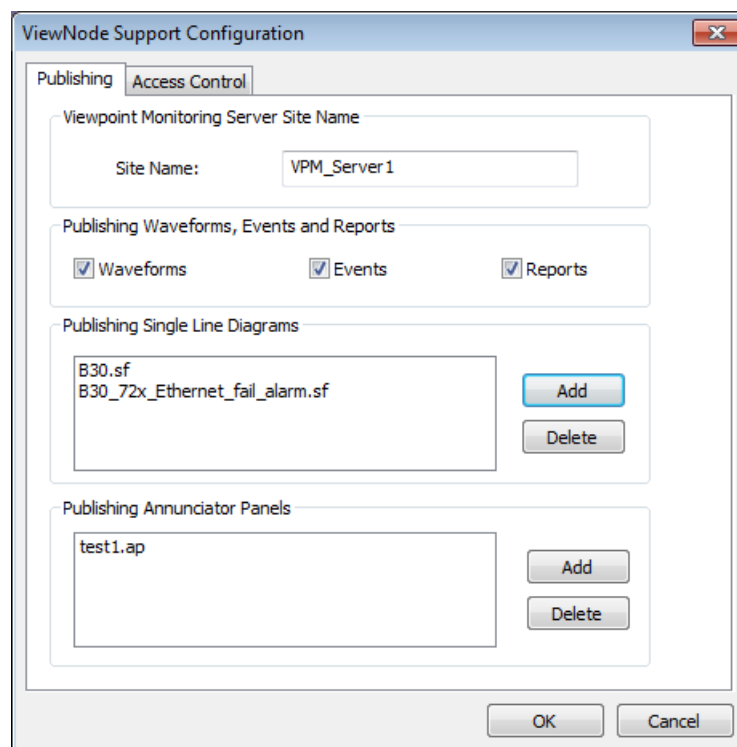 ViewNode Support Configuration
Publishing Access Control
Viewpoint Monitoring Server Site Name
Site Name: VPM_Server1
Publishing Waveforms, Events and Reports
Waveforms Events Reports
Publishing Single Line Diagrams
B30.sf
B30_72x_Ethernet_fail_alarm.sf
Add
Delete
Publishing Annunciator Panels
test1.ap
Add
Delete
OK Cancel